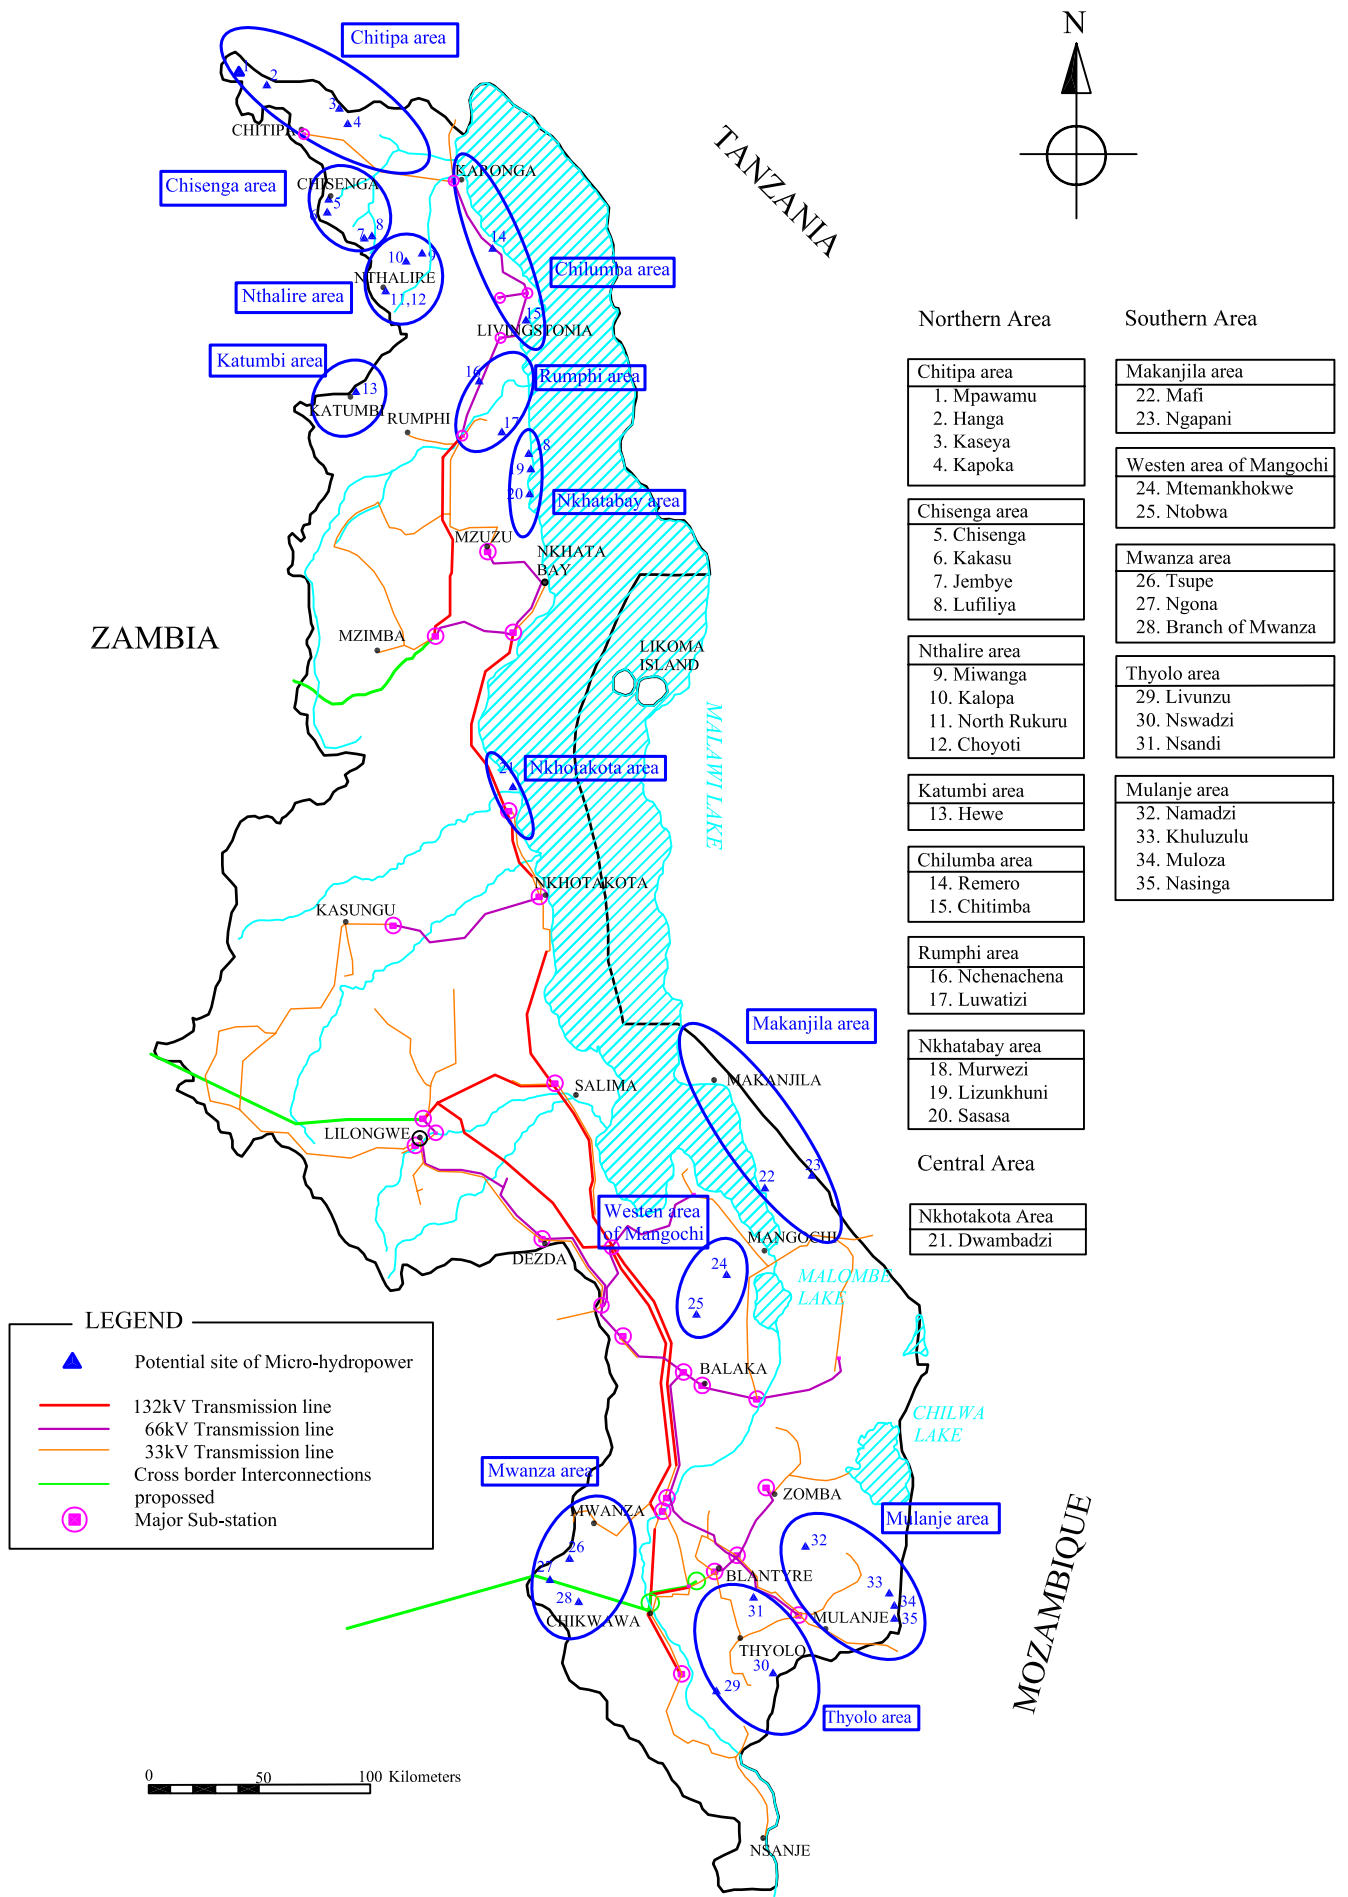 N
Chitipa area
1
2
3
4
CHITIPA
TANZANIA
KARONGA
Chisenga area
CHISENGA
5
6
7
8
14
9
10
NTHALIRE
Chilumba area
Nthalire area
11,12
15
LIVINGSTONIA
Katumbi area
16
Rumphi area
13
KATUMBI
RUMPHI
17
18
19
20
Nkhatabay area
MZUZU
NKHATA
BAY
ZAMBIA
MZIMBA
LIKOMA
ISLAND
MALAWI LAKE
21
Nkhotakota area
NKHOTAKOTA
KASUNGU
Makanjila area
MAKANJILA
SALIMA
LILONGWE
22
23
Westen area
of Mangochi
MANGOCHI
DEZDA
24
25
MALOMBE
LAKE
BALAKA
CHILWA
LAKE
Mwanza area
MWANZA
ZOMBA
Mulanje area
26
27
28
CHIKWAWA
32
BLANTYRE
33
34
35
31
MULANJE
THYOLO
30
29
Thyolo area
MOZAMBIQUE
NSANJE
Northern Area
Chitipa area
1. Mpawamu
2. Hanga
3. Kaseya
4. Kapoka
Chisenga area
5. Chisenga
6. Kakasu
7. Jembye
8. Lufiliya
Nthalire area
9. Miwanga
10. Kalopa
11. North Rukuru
12. Choyoti
Katumbi area
13. Hewe
Chilumba area
14. Remero
15. Chitimba
Rumphi area
16. Nchenachena
17. Luwatizi
Nkhatabay area
18. Murwezi
19. Lizunkhuni
20. Sasasa
Central Area
Nkhotakota Area
21. Dwambadzi
Southern Area
Makanjila area
22. Mafi
23. Ngapani
Westen area of Mangochi
24. Mtemankhokwe
25. Ntobwa
Mwanza area
26. Tsupe
27. Ngona
28. Branch of Mwanza
Thyolo area
29. Livunzu
30. Nswadzi
31. Nsandi
Mulanje area
32. Namadzi
33. Khuluzulu
34. Muloza
35. Nasinga
LEGEND
Potential site of Micro-hydropower
132kV Transmission line
66kV Transmission line
33kV Transmission line
Cross border Interconnections
propossed
Major Sub-station
0 50 100 Kilometers